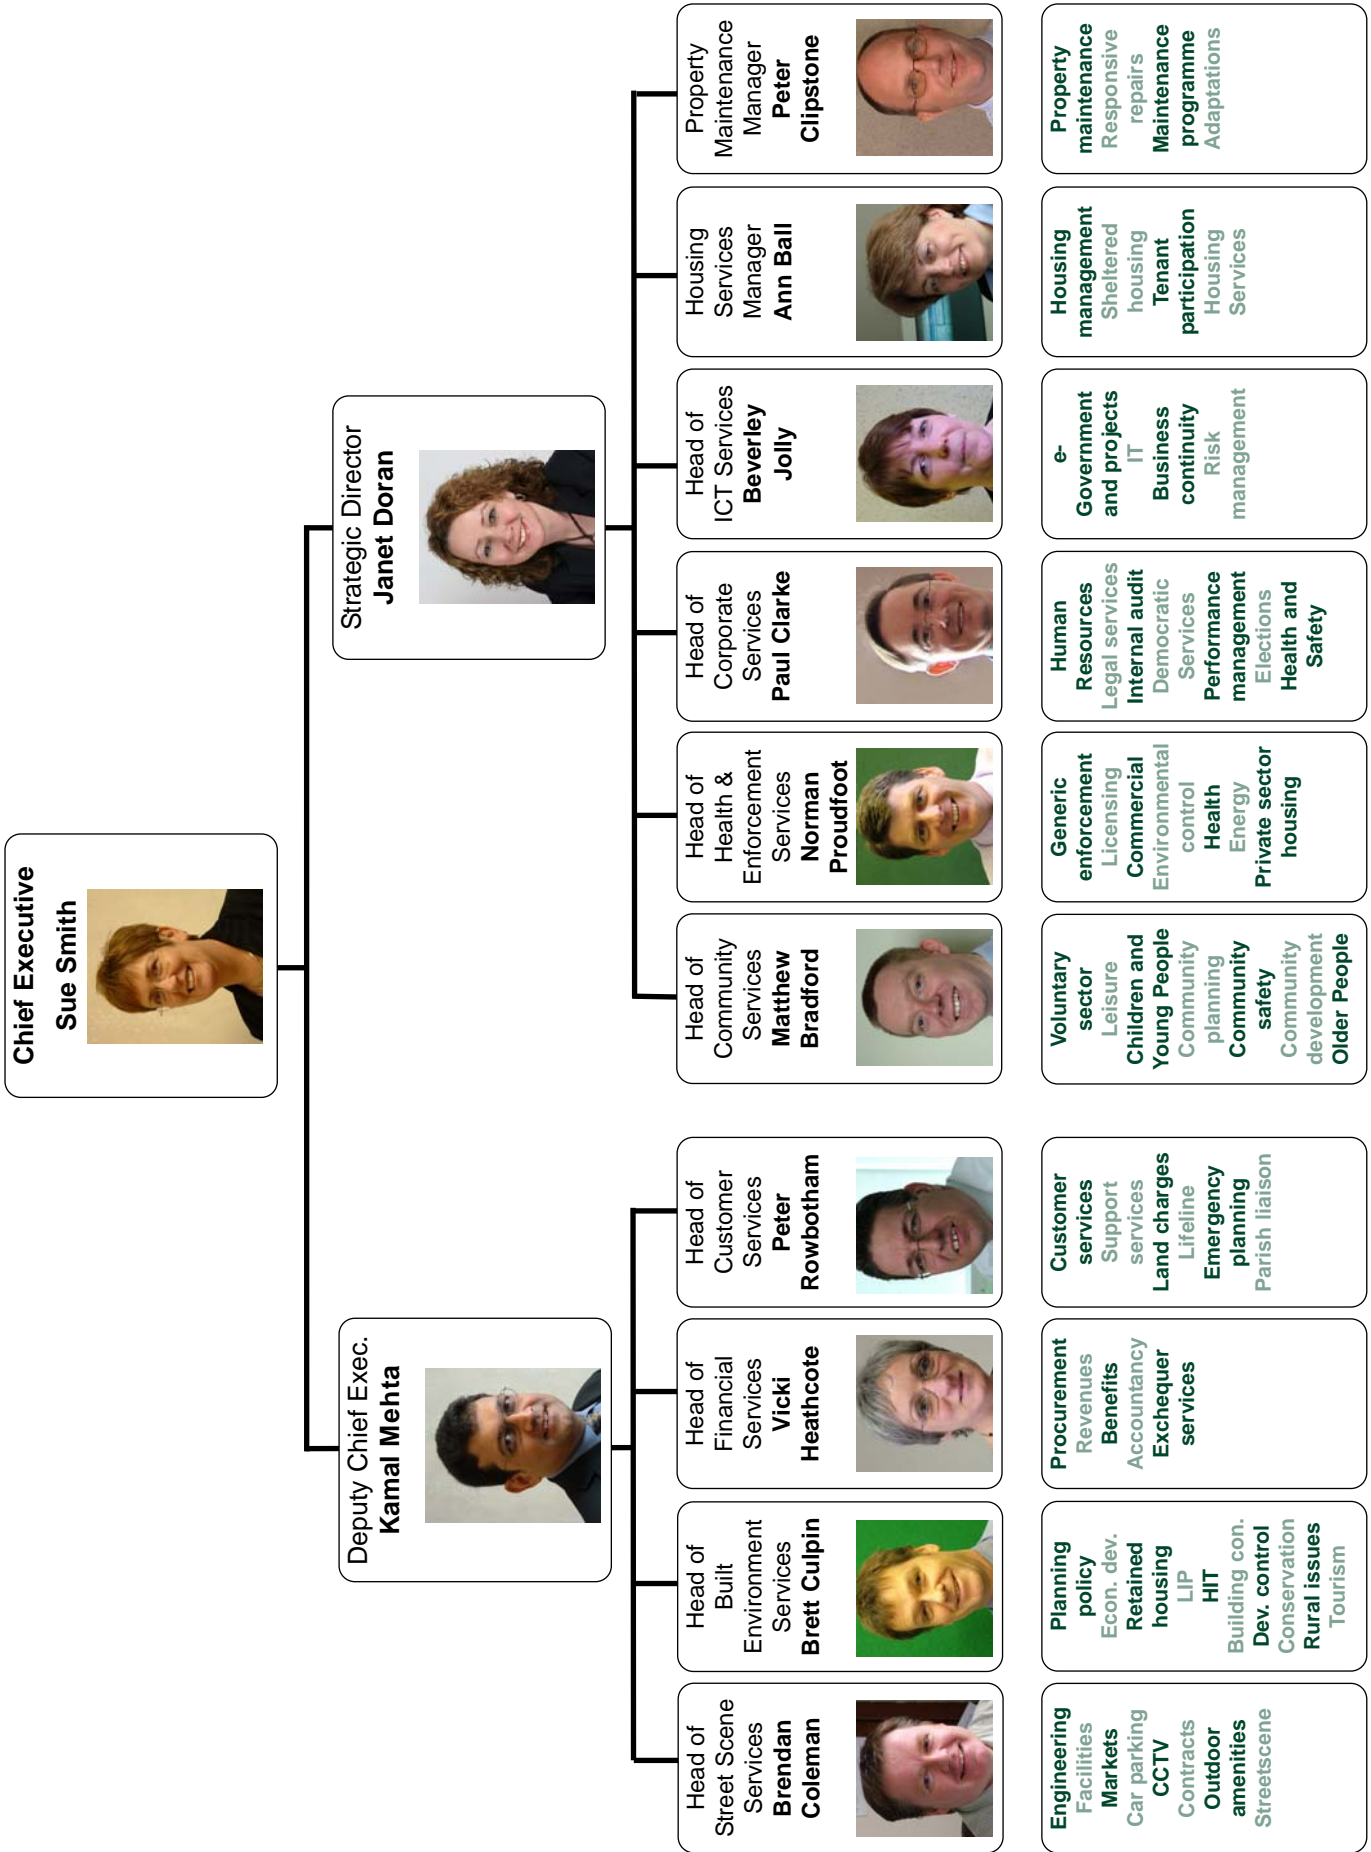 Chief Executive
Sue Smith
Deputy Chief Exec.
Kamal Mehta
Strategic Director
Janet Doran
Head of
Street Scene
Services
Brendan
Coleman
Head of
Built
Environment
Services
Brett Culpin
Head of
Financial
Services
Vicki
Heathcote
Head of
Customer
Services
Peter
Rowbotham
Head of
Community
Services
Matthew
Bradford
Head of
Health &
Enforcement
Services
Norman
Proudfoot
Head of
Corporate
Services
Paul Clarke
Head of
ICT Services
Beverley
Jolly
Housing
Services
Manager
Ann Ball
Property
Maintenance
Manager
Peter
Clipstone
Engineering
Facilities
Markets
Car parking
CCTV
Contracts
Outdoor
amenities
Streetscene
Planning
policy
Econ. dev.
Retained
housing
LIP
HIT
Building con.
Dev. control
Conservation
Rural issues
Tourism
Procurement
Revenues
Benefits
Accountancy
Exchequer
services
Customer
services
Support
services
Land charges
Lifeline
Emergency
planning
Parish liaison
Voluntary
sector
Leisure
Children and
Young People
Community
planning
Community
safety
Community
development
Older People
Generic
enforcement
Licensing
Commercial
Environmental
control
Health
Energy
Private sector
housing
Human
Resources
Legal services
Internal audit
Democratic
Services
Performance
management
Elections
Health and
Safety
e-
Government
and projects
IT
Business
continuity
Risk
management
Housing
management
Sheltered
housing
Tenant
participation
Housing
Services
Property
maintenance
Responsive
repairs
Maintenance
programme
Adaptations